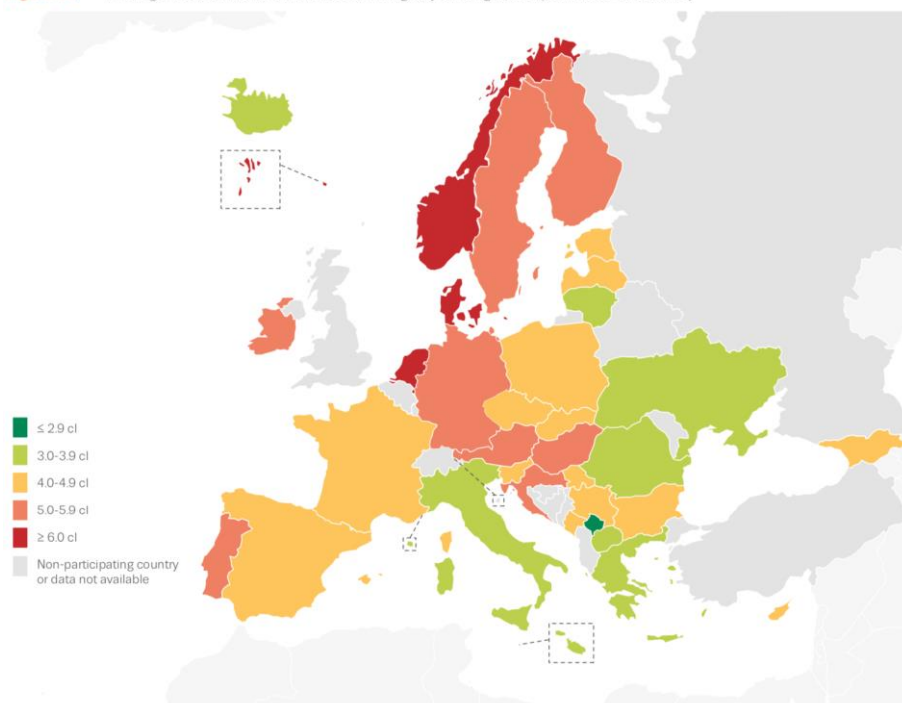 ≤ 2.9 cl
3.0-3.9 cl
4.0-4.9 cl
5.0-5.9 cl
≥ 6.0 cl
Non-participating country
or data not available